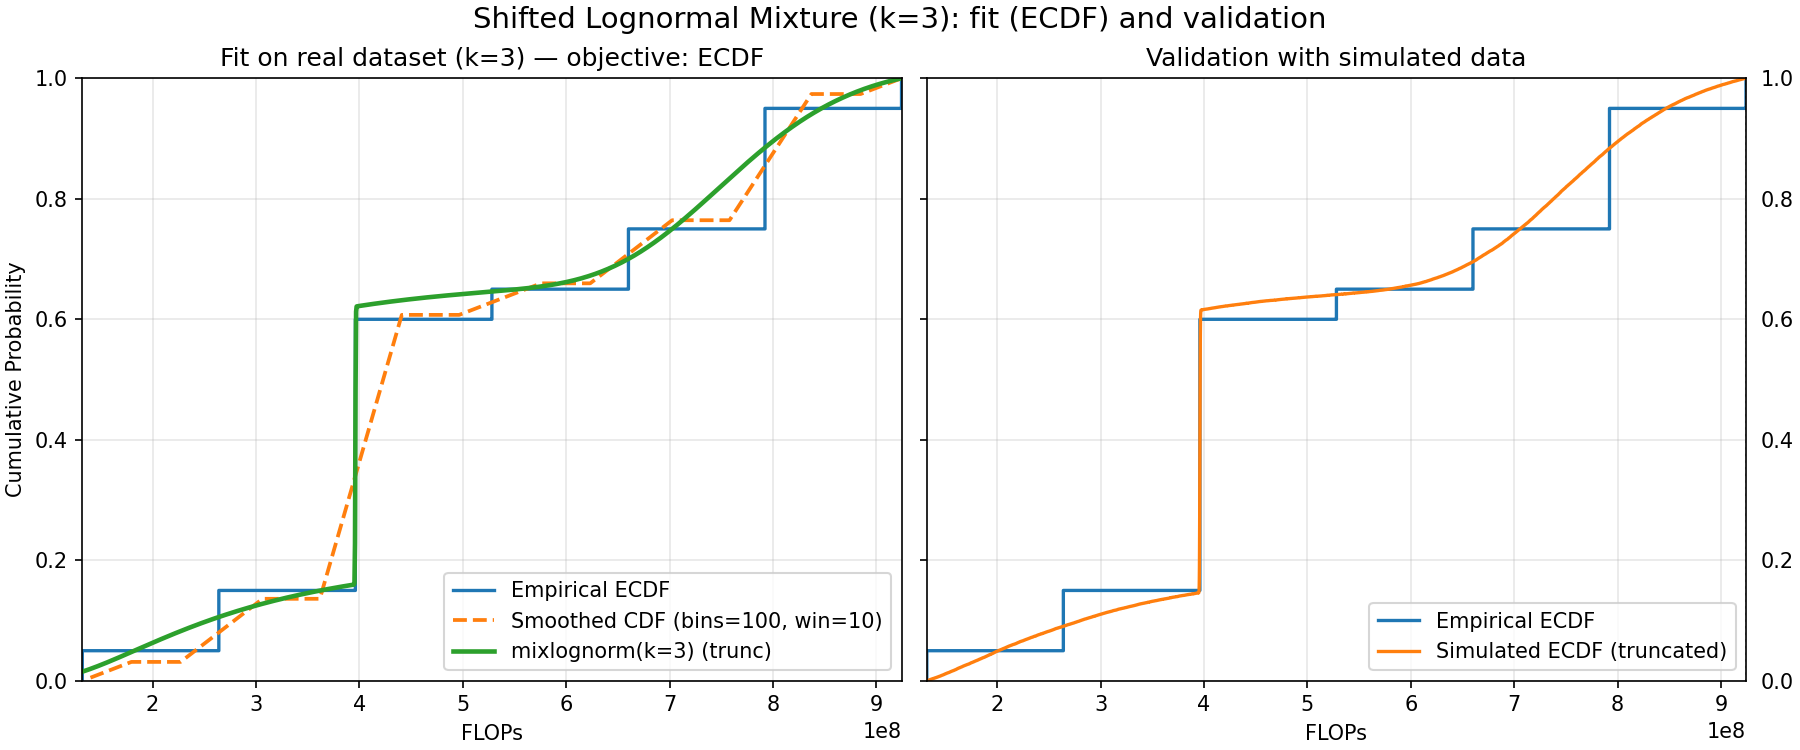 Shifted Lognormal Mixture (k=3): fit (ECDF) and validation
Fit on real dataset (k=3) — objective: ECDF
Cumulative Probability
1.0
0.8
0.6
0.4
0.2
0.0
2 3 4 5 6 7 8 9
1e8
FLOPs
Empirical ECDF
Smoothed CDF (bins=100, win=10)
mixlognorm(k=3) (trunc)
Validation with simulated data
1.0
0.8
0.6
0.4
0.2
0.0
2 3 4 5 6 7 8 9
1e8
FLOPs
Empirical ECDF
Simulated ECDF (truncated)